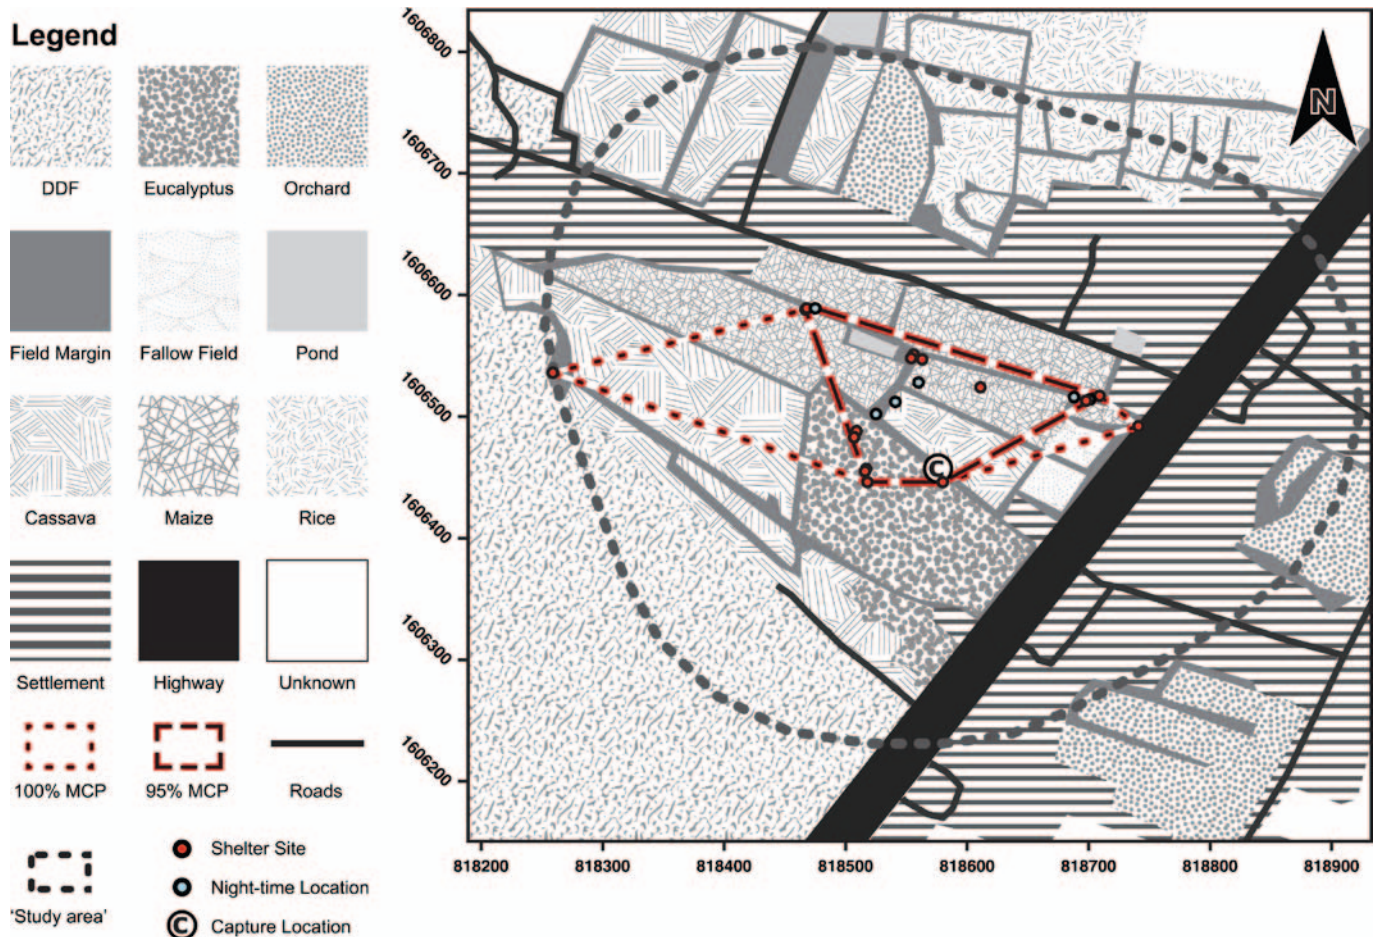 Legend
DDF Eucalyptus Orchard
Field Margin Fallow Field Pond
Cassava Maize Rice
Settlement Highway Unknown
100% MCP 95% MCP Roads
'Study area'
Shelter Site
Night-time Location
C Capture Location
1606800
1606700
1606600
1606500
1606400
1606300
1606200
N
C
818200 818300 818400 818500 818600 818700 818800 818900